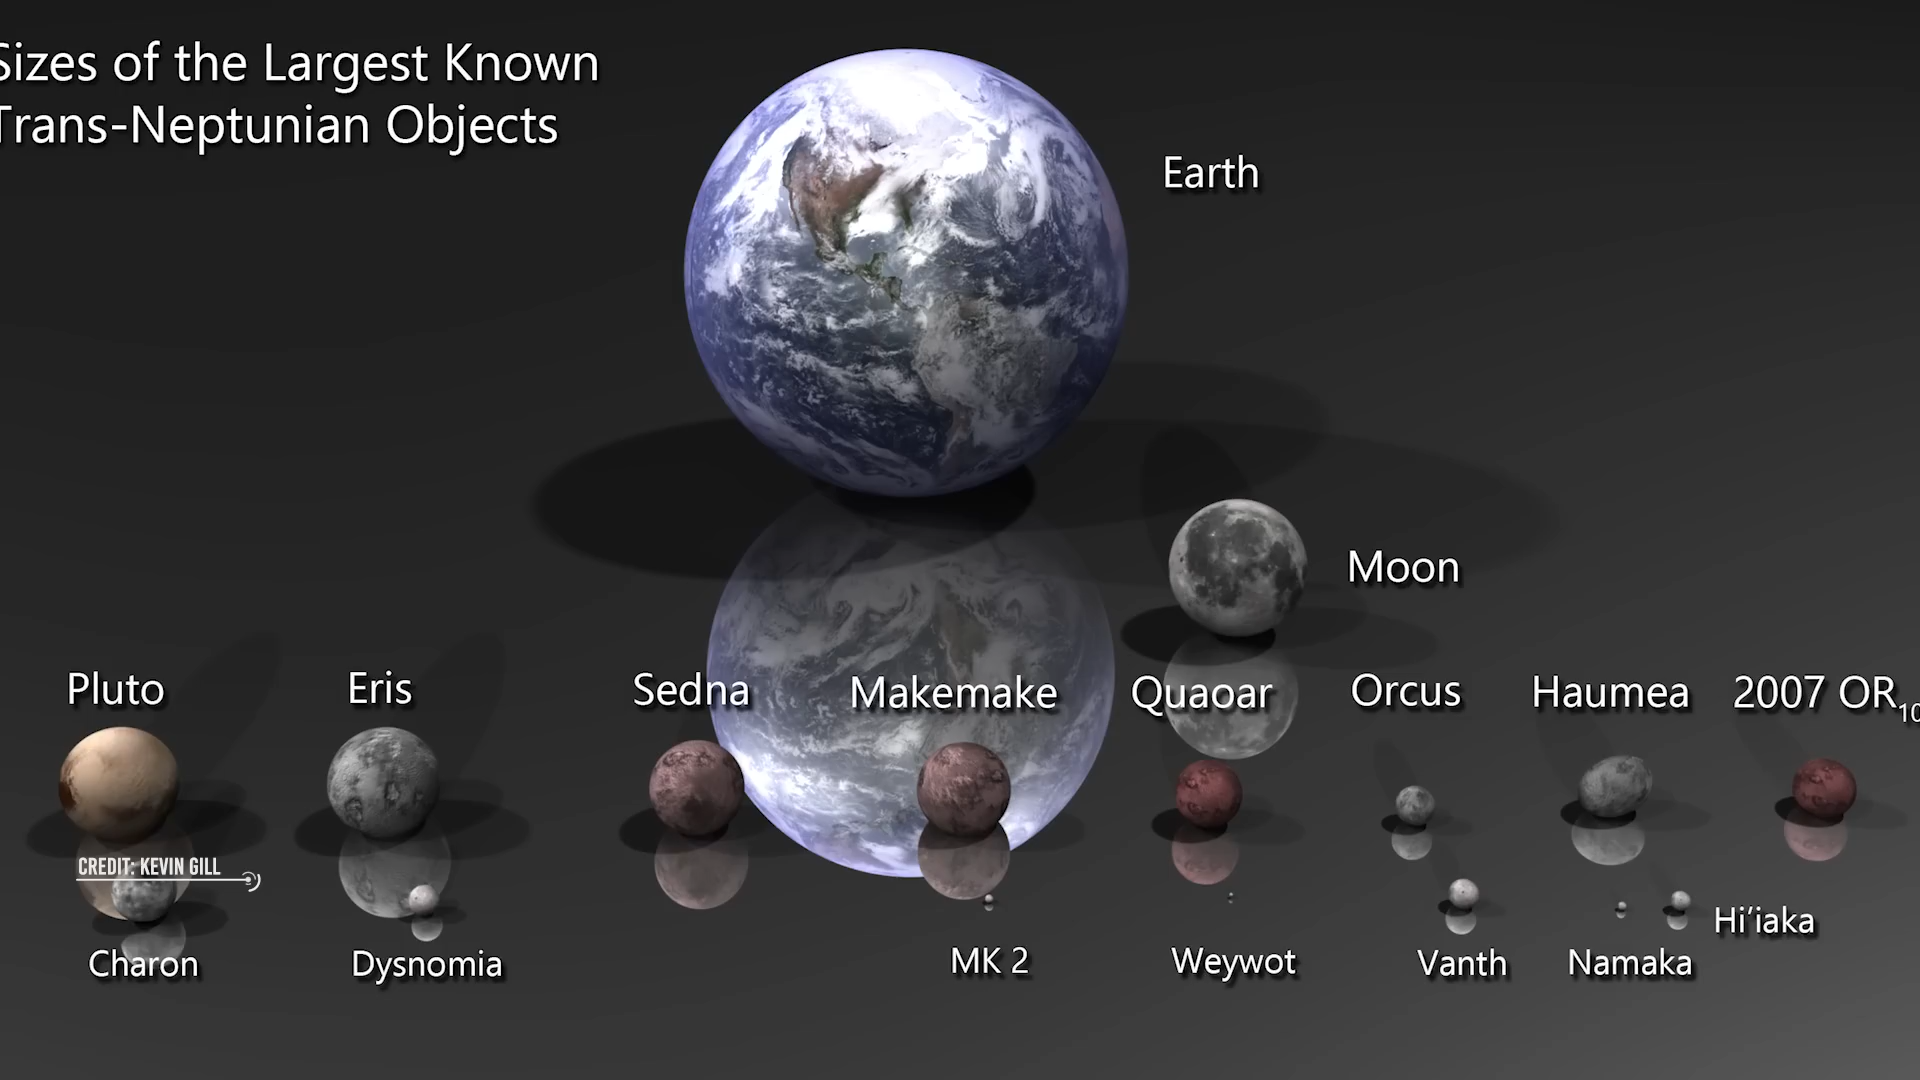 Sizes of the Largest Known
Trans-Neptunian Objects
Earth
Moon
Pluto
Eris
Sedna
Makemake
Quaoar
Orcus
Haumea
2007 OR10
CREDIT: KEVIN GILL
Charon
Dysnomia
MK 2
Weywot
Vanth
Namaka
Hi'iaka